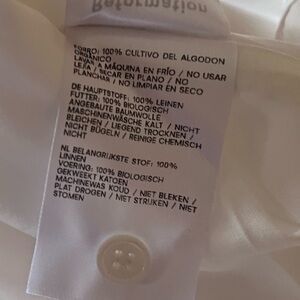 Reformation
FORRO: 100% CULTIVO DEL ALGODON
ORGÁNICO
LAVAR A MÁQUINA EN FRÍO / NO USAR
LEJÍA / SECAR EN PLANO / NO
PLANCHAR / NO LIMPIAR EN SECO
DE HAUPTSTOFF: 100% LEINEN
FUTTER: 100% BIOLOGISCH
ANGEBAUTE BAUMWOLLE
MASCHINENWÄSCHE KALT / NICHT
BLEICHEN / LIEGEND TROCKNEN /
NICHT BÜGELN / REINIGE CHEMISCH
NICHT
NL BELANGRIJKSTE STOF: 100%
LINNEN
VOERING: 100% BIOLOGISCH
GEKWEEKT KATOEN
MACHINEWAS KOUD / NIET BLEKEN /
PLAT DROGEN / NIET STRIJKEN / NIET
STOMEN